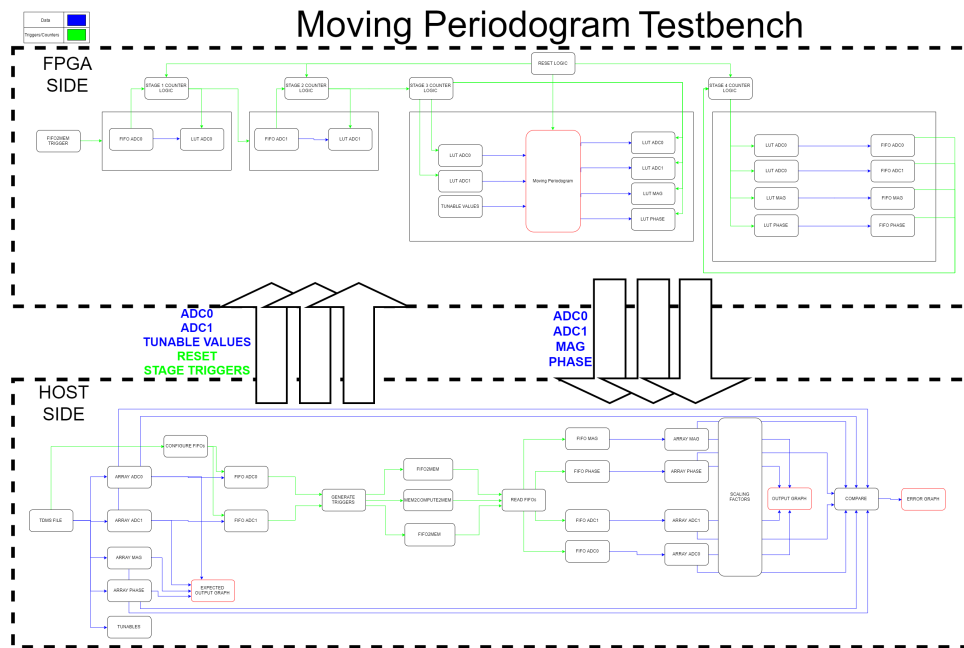 Moving Periodogram Testbench
Data
Triggers/Counters
FPGA
SIDE
RESET LOGIC
STAGE 1 COUNTER
LOGIC
STAGE 2 COUNTER
LOGIC
STAGE 3 COUNTER
LOGIC
STAGE 4 COUNTER
LOGIC
FIFO2MEM
TRIGGER
FIFO ADC0
LUT ADC0
FIFO ADC1
LUT ADC1
LUT ADC0
LUT ADC1
TUNABLE VALUES
Moving Periodogram
LUT ADC0
LUT ADC1
LUT MAG
LUT PHASE
LUT ADC0
FIFO ADC0
LUT ADC0
FIFO ADC1
LUT MAG
FIFO MAG
LUT PHASE
FIFO PHASE
ADC0
ADC1
TUNABLE VALUES
RESET
STAGE TRIGGERS
ADC0
ADC1
MAG
PHASE
HOST
SIDE
CONFIGURE FIFOs
TDMS FILE
ARRAY ADC0
ARRAY ADC1
ARRAY MAG
ARRAY PHASE
TUNABLES
EXPECTED
OUTPUT GRAPH
FIFO ADC0
FIFO ADC1
GENERATE
TRIGGERS
FIFO2MEM
MEM2COMPUTE2MEM
FIFO2MEM
READ FIFOs
FIFO MAG
FIFO PHASE
FIFO ADC1
FIFO ADC0
ARRAY MAG
ARRAY PHASE
ARRAY ADC1
ARRAY ADC0
SCALING
FACTORS
OUTPUT GRAPH
COMPARE
ERROR GRAPH